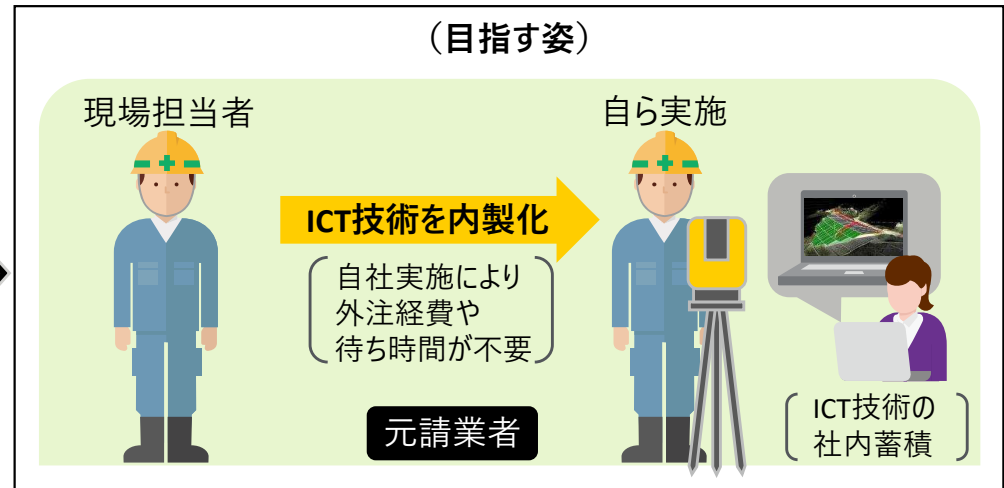 （目指す姿）
現場担当者
自ら実施
ICT技術を内製化
自社実施により
外注経費や
待ち時間が不要
元請業者
ICT技術の
社内蓄積